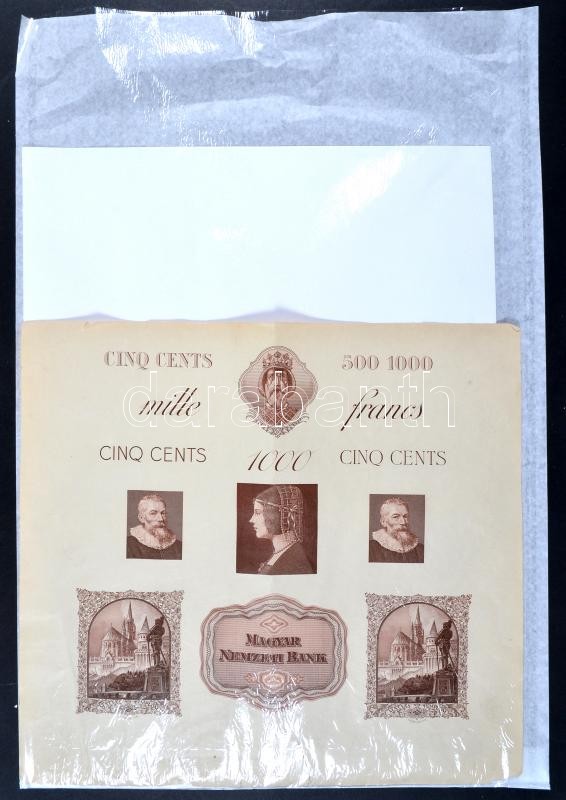 CINQ CENTS 500 1000
mille francs
darabanth
CINQ CENTS 1000 CINQ CENTS
MAGYAR
NEMZETI BANK